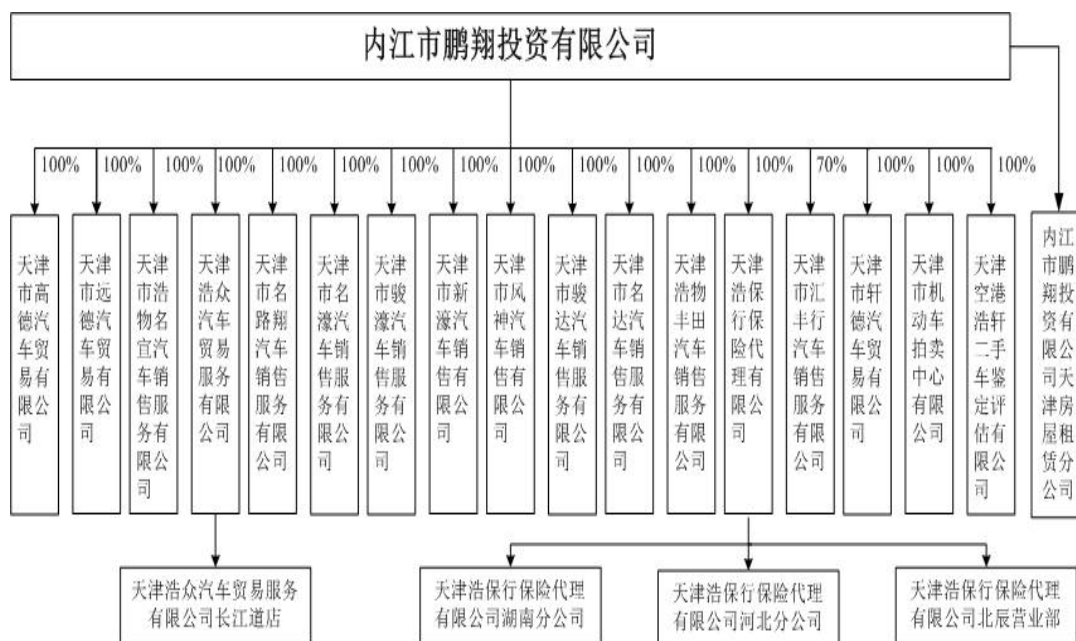 内江市鹏翔投资有限公司
100% 100% 100% 100% 100% 100% 100% 100% 100% 100% 100% 100% 100% 70% 100% 100% 100%
天津市高德汽车贸易有限公司
天津市远德汽车贸易有限公司
天津市浩物名宣汽车销售服务有限公司
天津浩众汽车贸易服务有限公司
天津市名路翔汽车销售服务有限公司
天津市名濠汽车销售服务有限公司
天津市骏濠汽车销售服务有限公司
天津市新濠汽车销售有限公司
天津市风神汽车销售有限公司
天津市骏达汽车销售服务有限公司
天津市名达汽车销售服务有限公司
天津浩物丰田汽车销售服务有限公司
天津浩保行保险代理有限公司
天津市汇丰行汽车销售服务有限公司
天津市轩德汽车贸易有限公司
天津市机动车拍卖中心有限公司
天津空港浩轩二手车鉴定评估有限公司
内江市鹏翔投资有限公司天津房屋租赁分公司
天津浩众汽车贸易服务
有限公司长江道店
天津浩保行保险代理
有限公司湖南分公司
天津浩保行保险代理
有限公司河北分公司
天津浩保行保险代理
有限公司北辰营业部